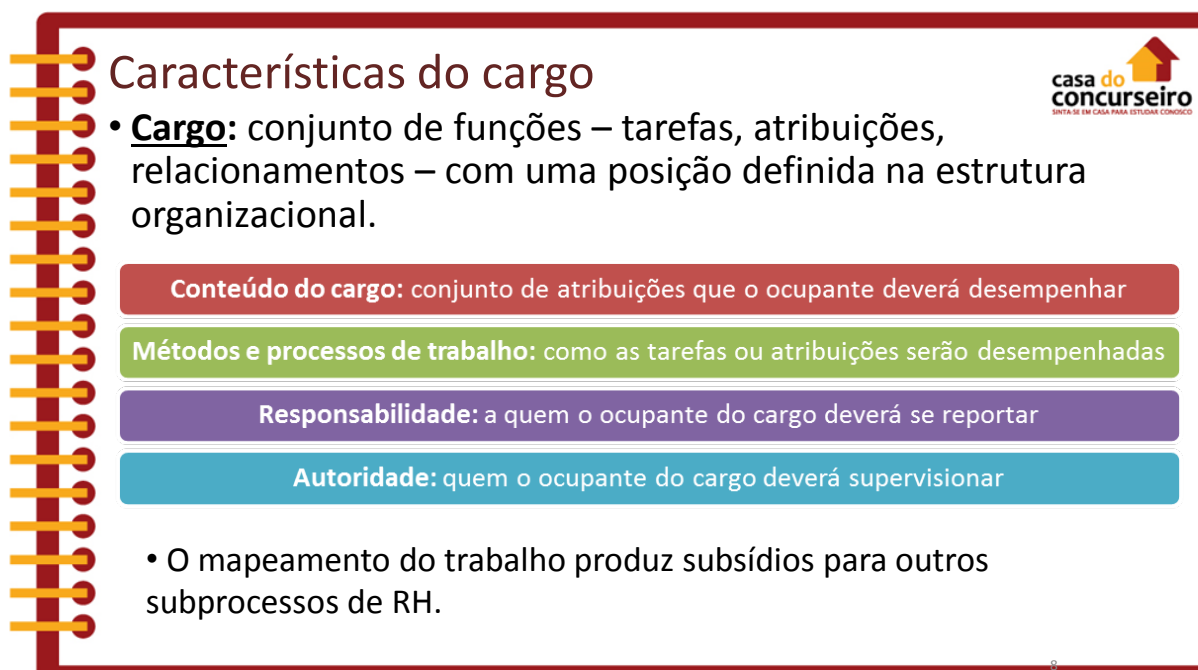 Características do cargo
casa do
concurseiro
SINTA-SE EM CASA PARA ESTUDAR CONOSCO
• Cargo: conjunto de funções – tarefas, atribuições,
relacionamentos – com uma posição definida na estrutura
organizacional.
Conteúdo do cargo: conjunto de atribuições que o ocupante deverá desempenhar
Métodos e processos de trabalho: como as tarefas ou atribuições serão desempenhadas
Responsabilidade: a quem o ocupante do cargo deverá se reportar
Autoridade: quem o ocupante do cargo deverá supervisionar
• O mapeamento do trabalho produz subsídios para outros
subprocessos de RH.
8